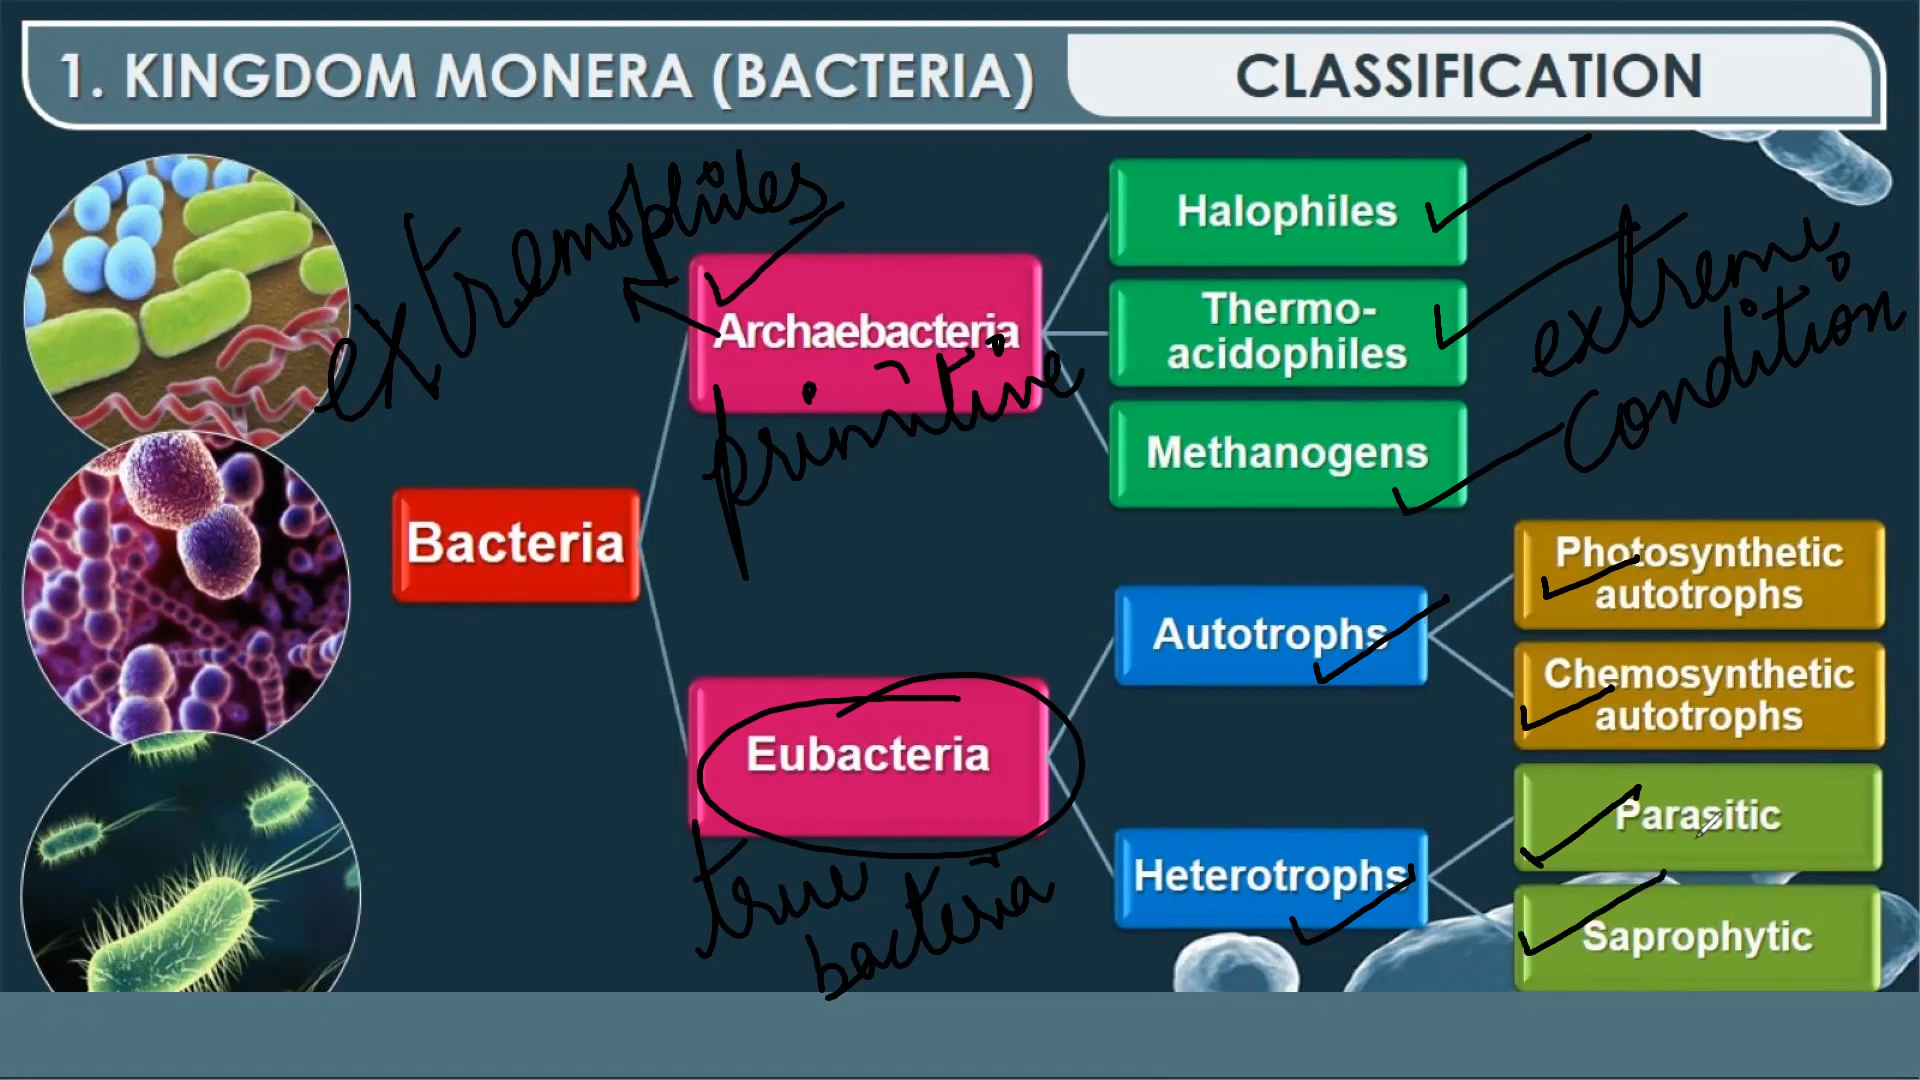 1. KINGDOM MONERA (BACTERIA)
CLASSIFICATION
extremophiles
Halophiles
Archaebacteria
primitive
Thermo-
acidophiles
extreme
condition
Methanogens
Bacteria
Photosynthetic
autotrophs
Autotrophs
Chemosynthetic
autotrophs
Eubacteria
true
bacteria
Parasitic
Heterotrophs
Saprophytic